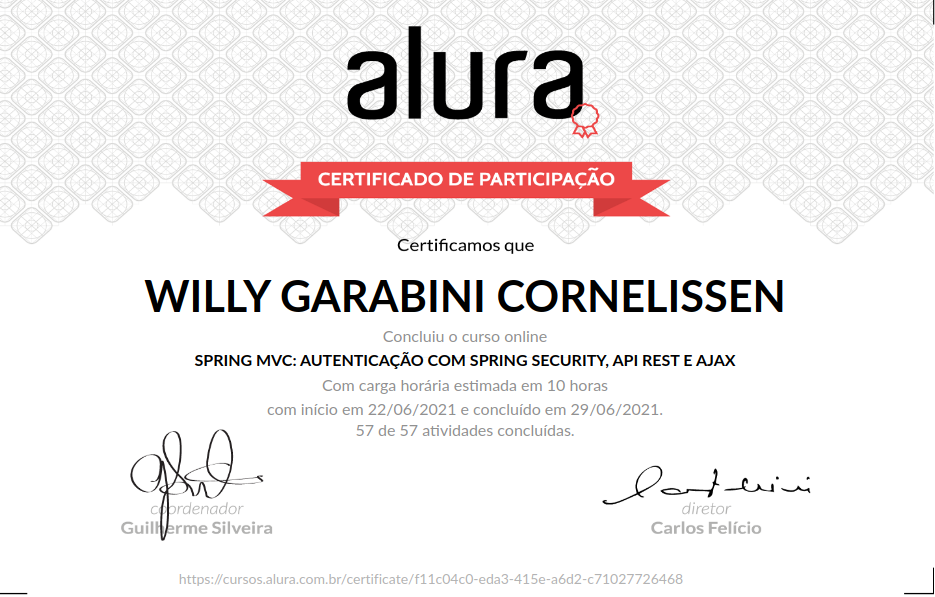 alura
CERTIFICADO DE PARTICIPAÇÃO
Certificamos que
WILLY GARABINI CORNELISSEN
Concluiu o curso online
SPRING MVC: AUTENTICAÇÃO COM SPRING SECURITY, API REST E AJAX
Com carga horária estimada em 10 horas
com início em 22/06/2021 e concluído em 29/06/2021.
57 de 57 atividades concluídas.
coordenador
Guilherme Silveira
diretor
Carlos Felício
https://cursos.alura.com.br/certificate/f11c04c0-eda3-415e-a6d2-c71027726468